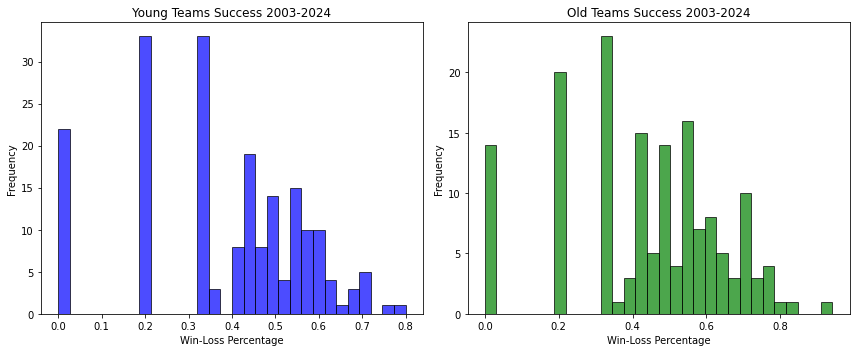 Young Teams Success 2003-2024
Frequency
30
25
20
15
10
5
0
0.0 0.1 0.2 0.3 0.4 0.5 0.6 0.7 0.8
Win-Loss Percentage
Old Teams Success 2003-2024
Frequency
20
15
10
5
0
0.0 0.2 0.4 0.6 0.8
Win-Loss Percentage